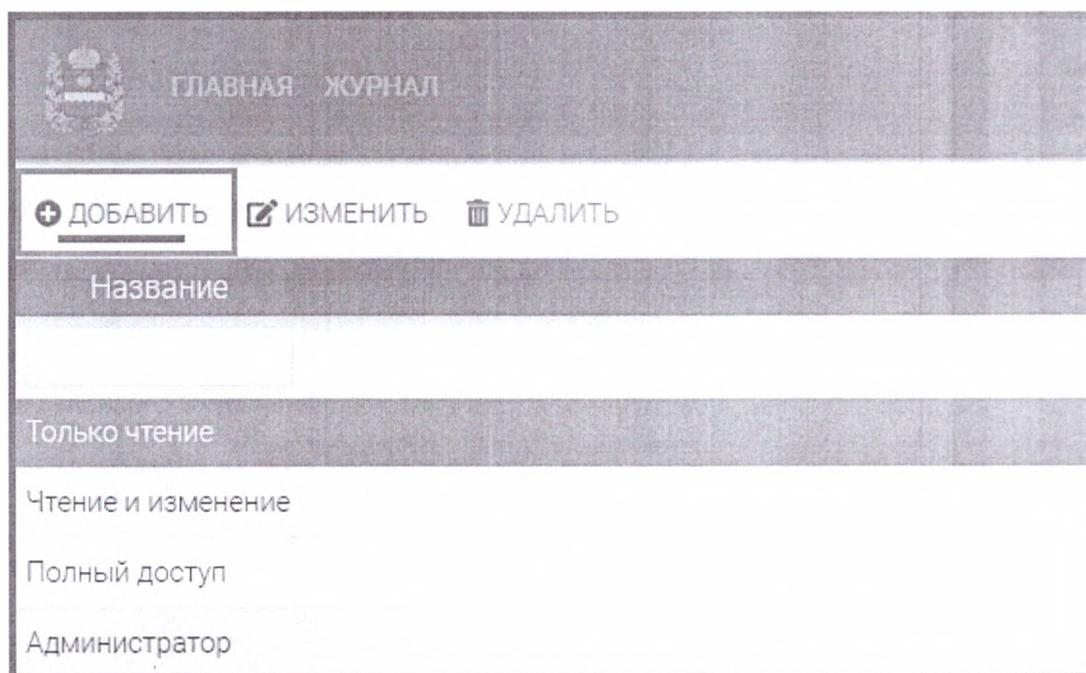 ГЛАВНАЯ ЖУРНАЛ
ДОБАВИТЬ ИЗМЕНИТЬ УДАЛИТЬ
Название
Только чтение
Чтение и изменение
Полный доступ
Администратор